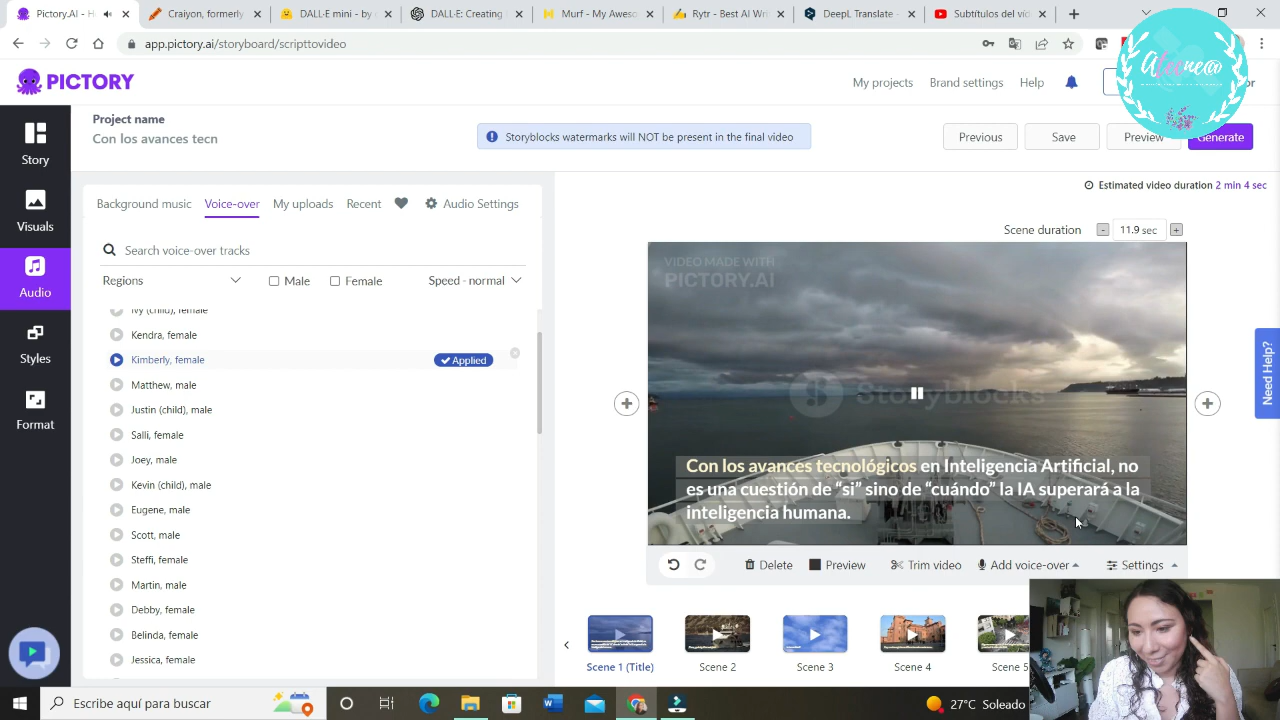 Pictory.AI - H
Craiyon, formerly
DALL·E mini - by
DALL·E: Creating
Murf - My Aweso
Rytr - Best AI Wri
DeepL Translate -
Subtítulos del víd
app.pictory.ai/storyboard/scripttovideo
PICTORY
My projects
Brand settings
Help
Project name
Con los avances tecn
Storyblocks watermarks will NOT be present in the final video
Previous
Save
Preview
Generate
Story
Visuals
Audio
Styles
Format
Background music
Voice-over
My uploads
Recent
Audio Settings
Search voice-over tracks
Regions
Male
Female
Speed - normal
Ivy (child), female
Kendra, female
Kimberly, female
Applied
Matthew, male
Justin (child), male
Salli, female
Joey, male
Kevin (child), male
Eugene, male
Scott, male
Steffi, female
Martin, male
Debby, female
Belinda, female
Jessica, female
Estimated video duration 2 min 4 sec
Scene duration
- 11.9 sec +
VIDEO MADE WITH
PICTORY.AI
Storyblocks
Con los avances tecnológicos en Inteligencia Artificial, no
es una cuestión de “si” sino de “cuándo” la IA superará a la
inteligencia humana.
Delete
Preview
Trim video
Add voice-over
Settings
Scene 1 (Title)
Scene 2
Scene 3
Scene 4
Scene 5
Need Help?
Escribe aquí para buscar
27°C Soleado